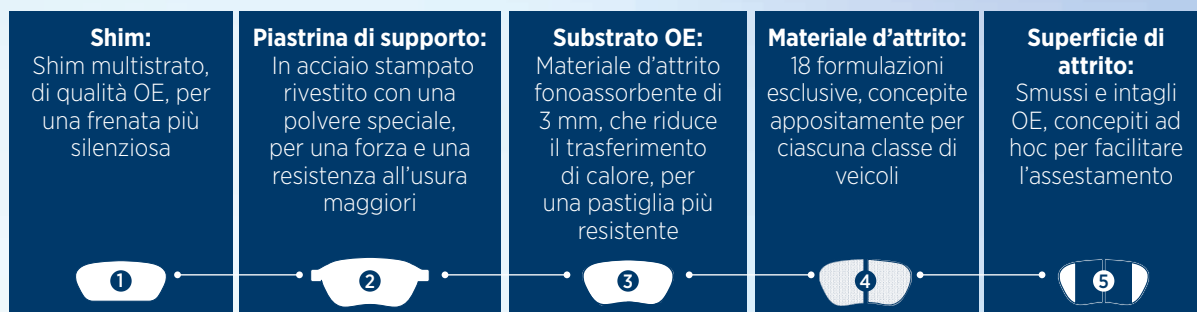 Shim:
Shim multistrato,
di qualità OE, per
una frenata più
silenziosa
1
Piastrina di supporto:
In acciaio stampato
rivestito con una
polvere speciale,
per una forza e una
resistenza all'usura
maggiori
2
Substrato OE:
Materiale d'attrito
fonoassorbente di
3 mm, che riduce
il trasferimento
di calore, per
una pastiglia più
resistente
3
Materiale d'attrito:
18 formulazioni
esclusive, concepite
appositamente per
ciascuna classe di
veicoli
4
Superficie di
attrito:
Smussi e intagli
OE, concepiti ad
hoc per facilitare
l'assestamento
5